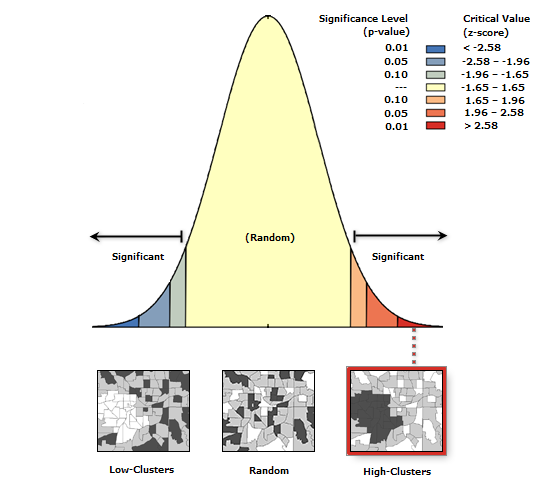 Significance Level Critical Value
(p-value) (z-score)
0.01 < -2.58
0.05 -2.58 – -1.96
0.10 -1.96 – -1.65
--- -1.65 – 1.65
0.10 1.65 – 1.96
0.05 1.96 – 2.58
0.01 > 2.58
(Random)
Significant Significant
Low-Clusters Random High-Clusters